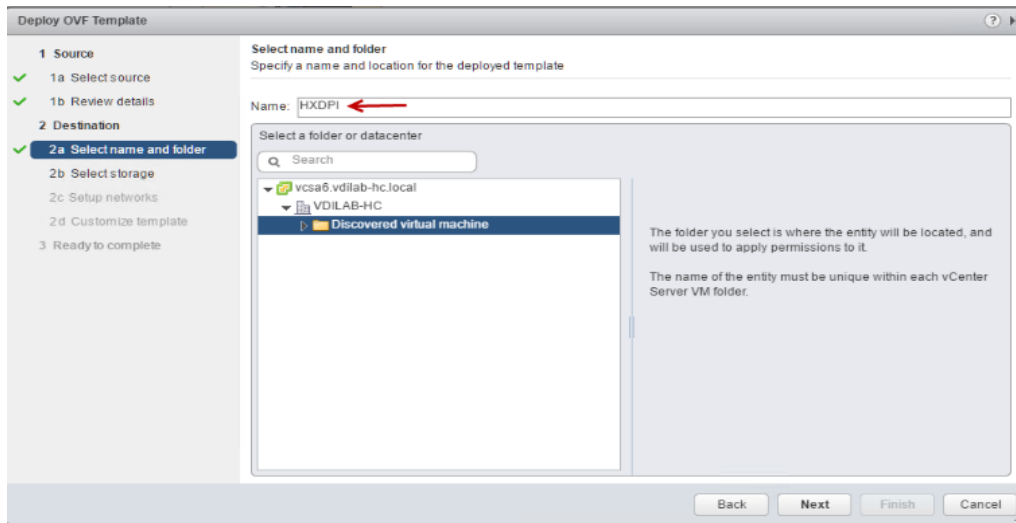 Deploy OVF Template
?
1 Source
1a Select source
1b Review details
2 Destination
2a Select name and folder
2b Select storage
2c Setup networks
2d Customize template
3 Ready to complete
Select name and folder
Specify a name and location for the deployed template
Name: HXDPI
Select a folder or datacenter
Search
vcsa6.vdilab-hc.local
VDILAB-HC
Discovered virtual machine
The folder you select is where the entity will be located, and
will be used to apply permissions to it.
The name of the entity must be unique within each vCenter
Server VM folder.
Back Next Finish Cancel